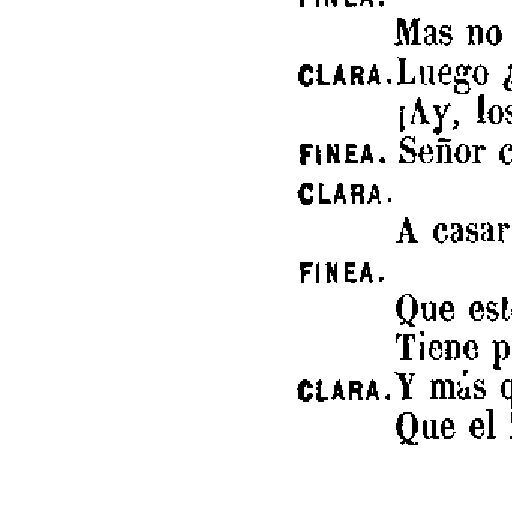 FINEA.
Mas no
CLARA. Luego ¿
¡Ay, los
FINEA. Señor
CLARA.
A casar
FINEA.
Que est
Tiene p
CLARA. Y más
Que el